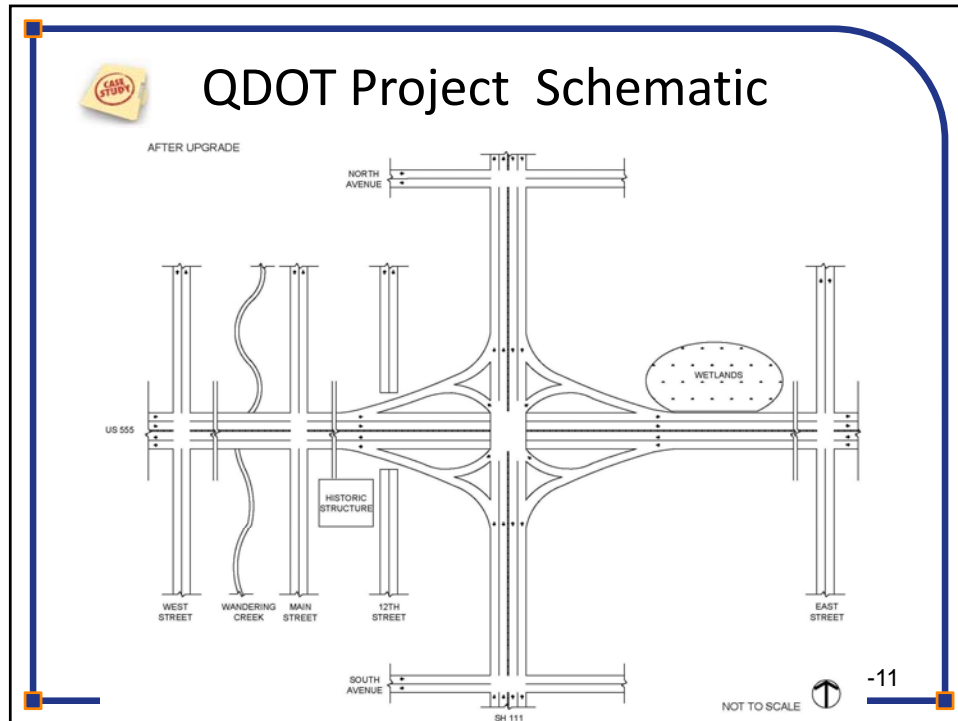 CASE
STUDY
QDOT Project Schematic
AFTER UPGRADE
NORTH
AVENUE
WETLANDS
US 555
HISTORIC
STRUCTURE
WEST
STREET
WANDERING
CREEK
MAIN
STREET
12TH
STREET
EAST
STREET
SOUTH
AVENUE
SH 111
NOT TO SCALE
-11